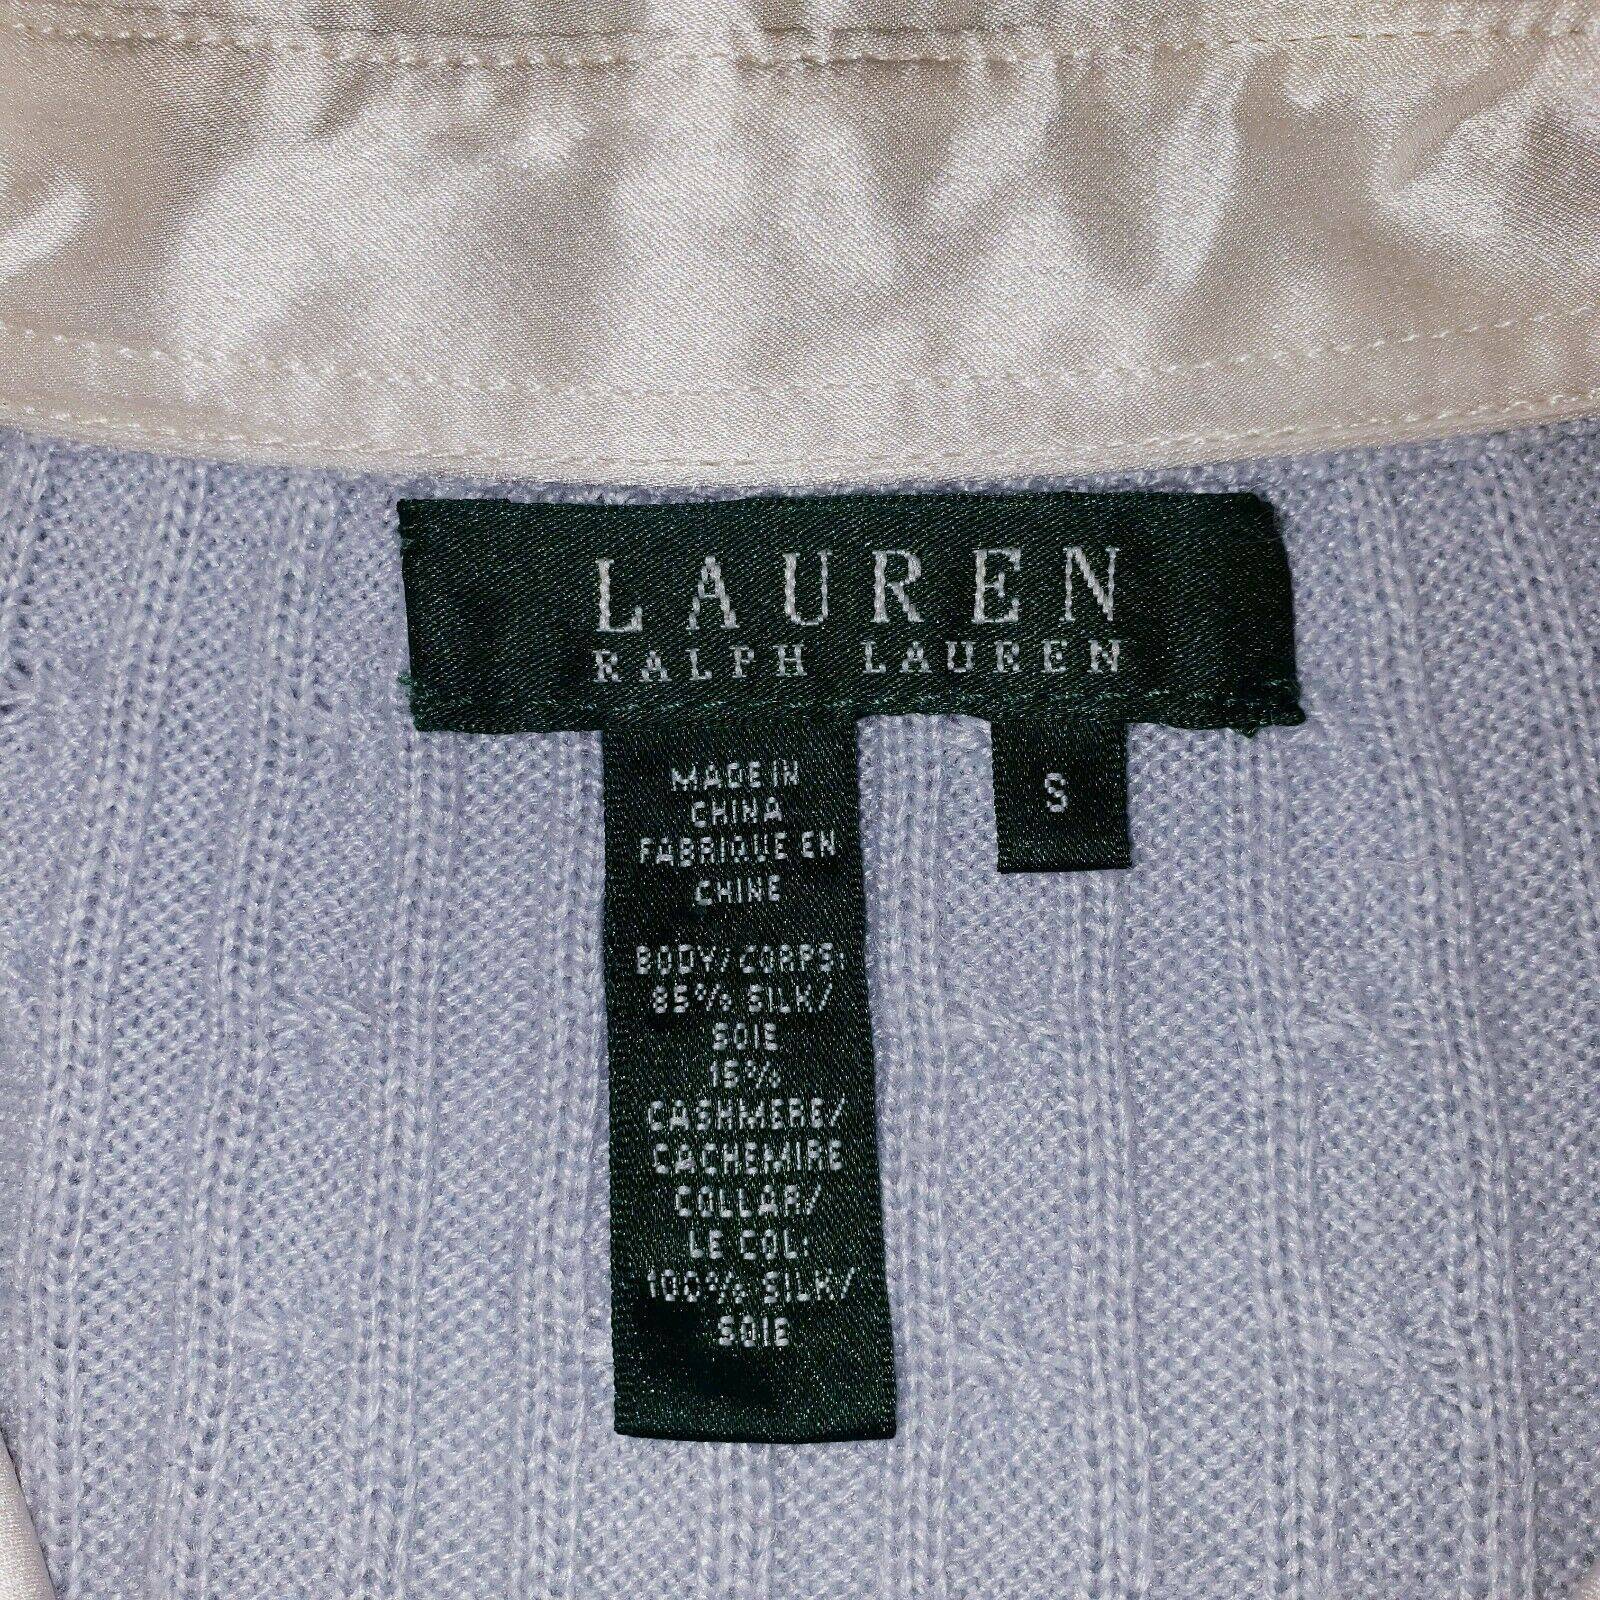 LAUREN
RALPH LAUREN
S
MADE IN
CHINA
FABRIQUE EN
CHINE
BODY/CORPS:
85% SILK/
SOIE
15%
CASHMERE/
CACHEMIRE
COLLAR/
LE COL:
100% SILK/
SOIE